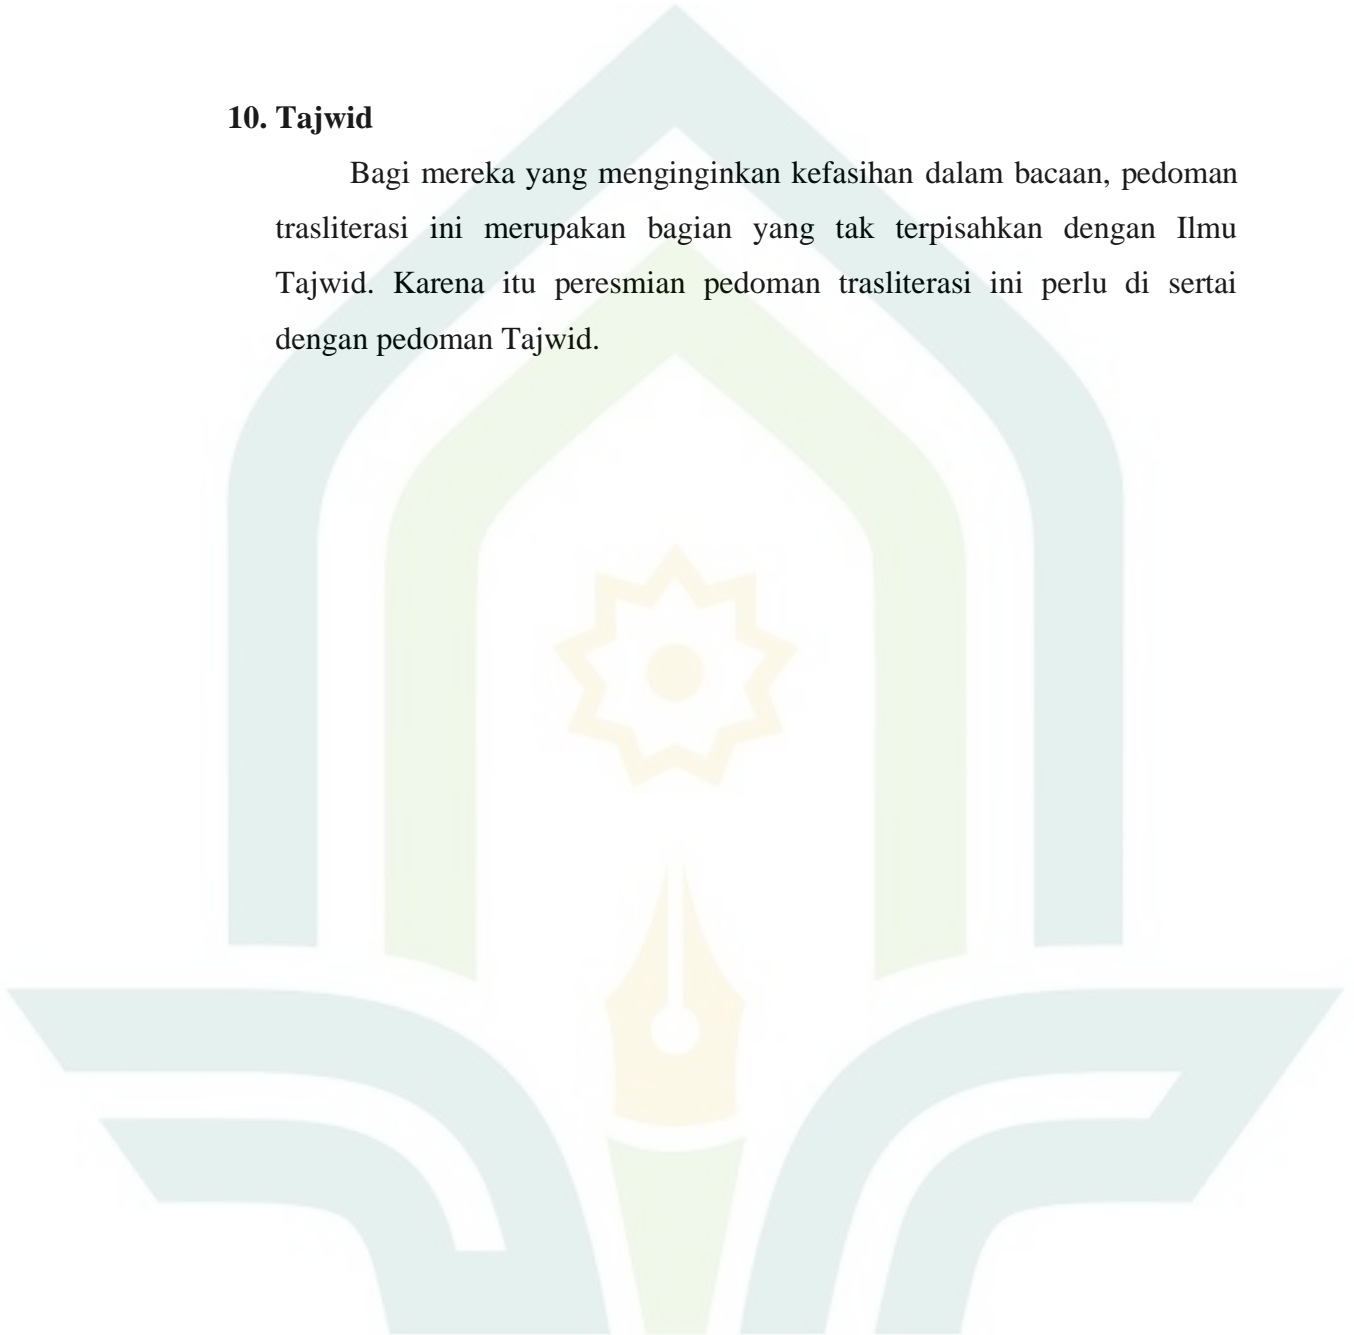 10. Tajwid
Bagi mereka yang menginginkan kefasihan dalam bacaan, pedoman
trasliterasi ini merupakan bagian yang tak terpisahkan dengan Ilmu
Tajwid. Karena itu peresmian pedoman trasliterasi ini perlu di sertai
dengan pedoman Tajwid.